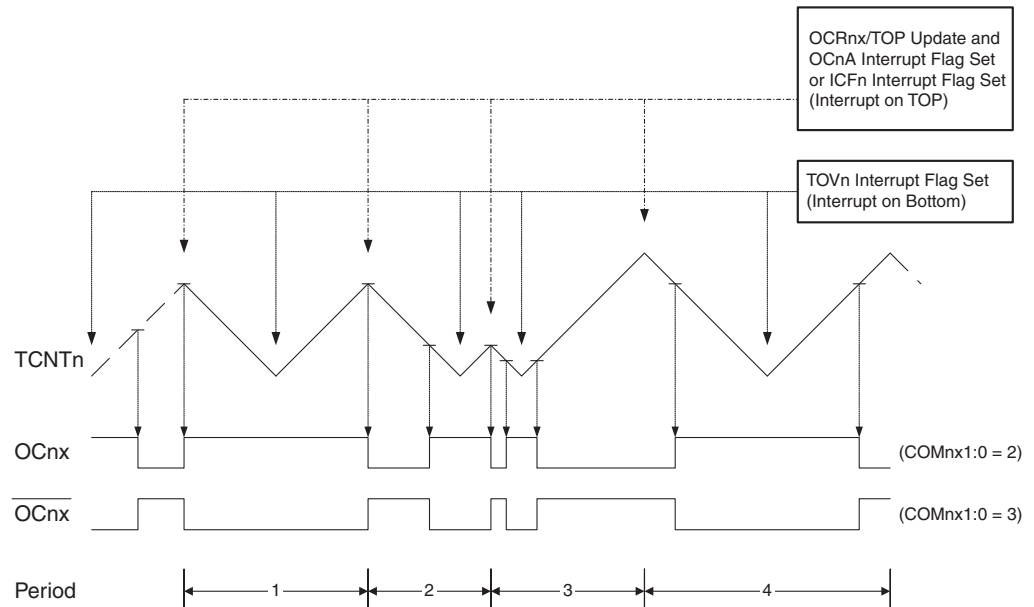 OCRnx/TOP Update and
OCnA Interrupt Flag Set
or ICFn Interrupt Flag Set
(Interrupt on TOP)
TOVn Interrupt Flag Set
(Interrupt on Bottom)
TCNTn
OCnx
(COMnx1:0 = 2)
OCnx
(COMnx1:0 = 3)
Period
1
2
3
4